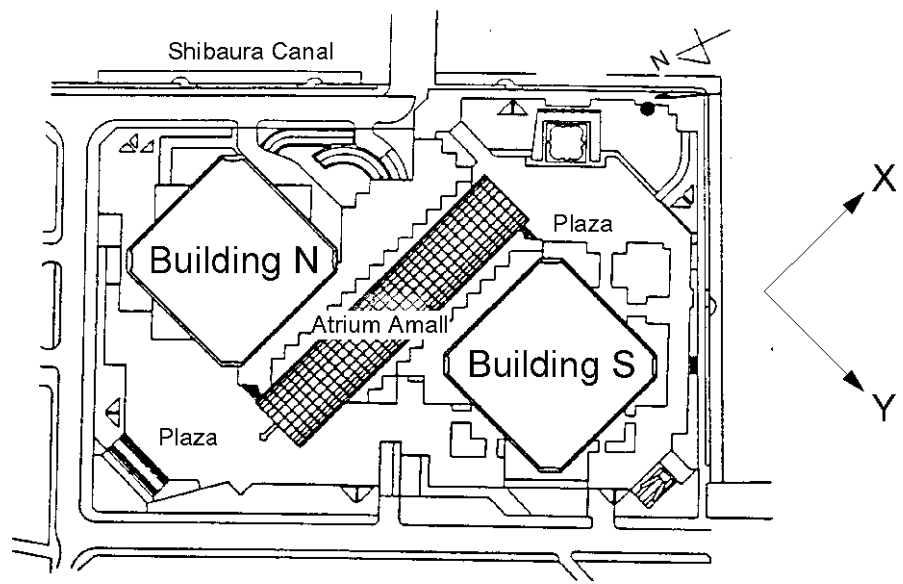 Shibaura Canal
N
X
Plaza
Building N
Atrium Amall
Building S
Y
Plaza